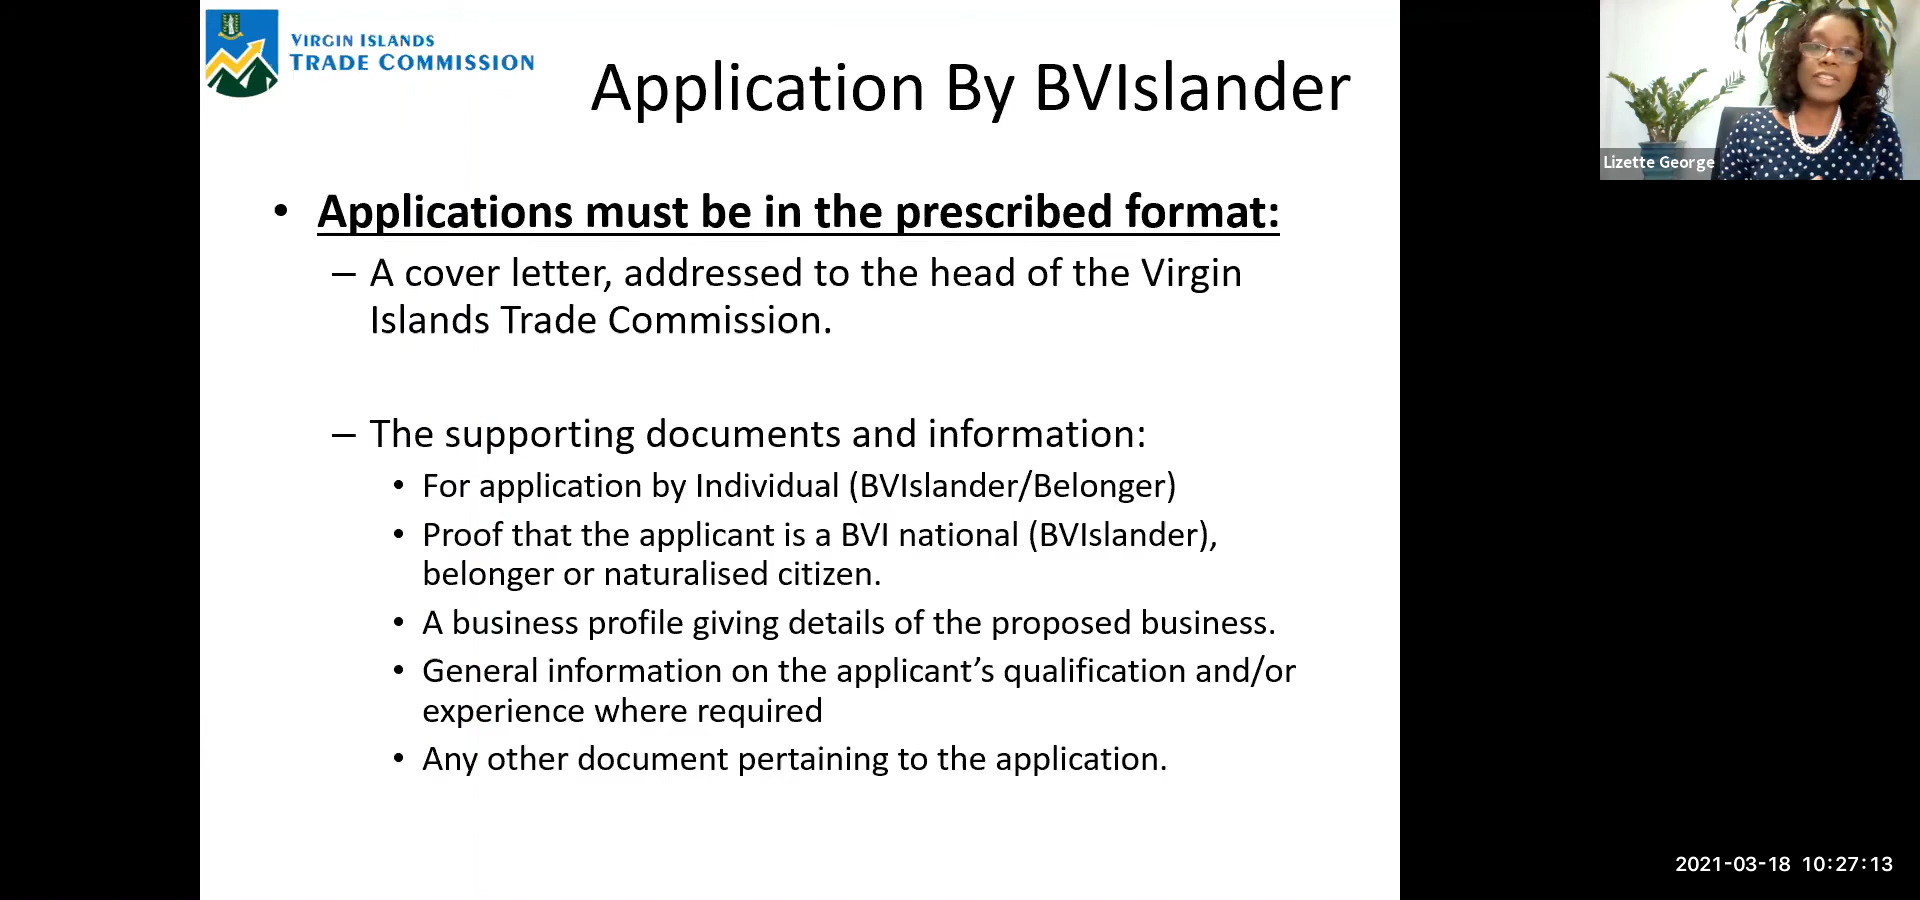 VIRGIN ISLANDS
TRADE COMMISSION
Application By BVIslander
• Applications must be in the prescribed format:
– A cover letter, addressed to the head of the Virgin
Islands Trade Commission.
– The supporting documents and information:
• For application by Individual (BVIslander/Belonger)
• Proof that the applicant is a BVI national (BVIslander),
belonger or naturalised citizen.
• A business profile giving details of the proposed business.
• General information on the applicant’s qualification and/or
experience where required
• Any other document pertaining to the application.
Lizette George
2021-03-18 10:27:13